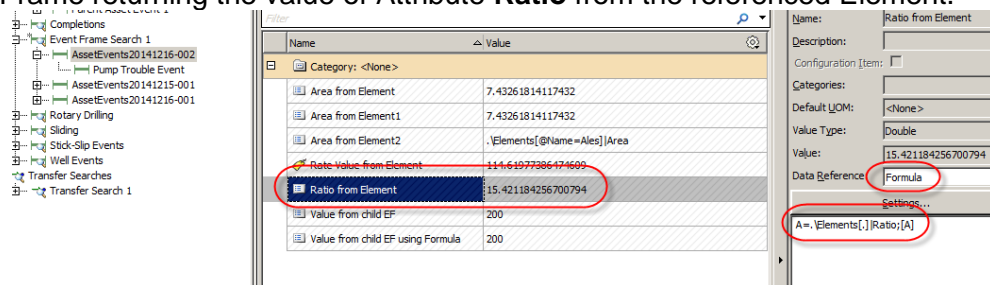 Frame returning the value of Attribute Ratio from the referenced Element.
Parent Asset Event 1
Completions
Event Frame Search 1
AssetEvents20141216-002
Pump Trouble Event
AssetEvents20141215-001
AssetEvents20141216-001
Rotary Drilling
Sliding
Stick-Slip Events
Well Events
Transfer Searches
Transfer Search 1
Filter
Name Value
Category: <None>
Area from Element 7.43261814117432
Area from Element1 7.43261814117432
Area from Element2 .\Elements[@Name=Ales]|Area
Rate Value from Element 114.61977386474609
Ratio from Element 15.421184256700794
Value from child EF 200
Value from child EF using Formula 200
Name: Ratio from Element
Description:
Configuration Item:
Categories:
Default UOM: <None>
Value Type: Double
Value: 15.421184256700794
Data Reference Formula
Settings...
A=.\Elements[.]|Ratio;[A]